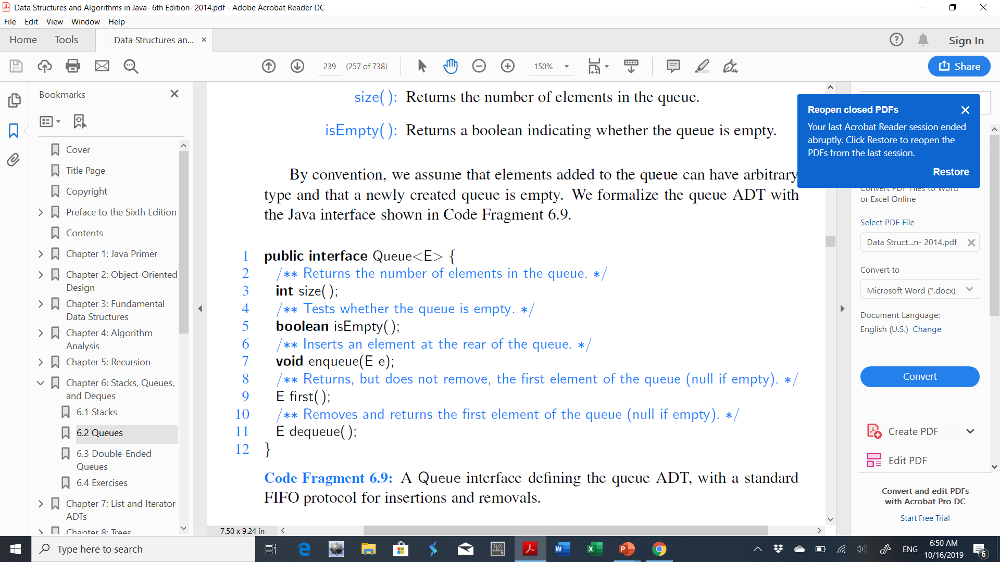 Data Structures and Algorithms in Java- 6th Edition- 2014.pdf - Adobe Acrobat Reader DC
File Edit View Window Help
Home Tools Data Structures an... Sign In
239 (257 of 738) 150% Share
Bookmarks
Cover
Title Page
Copyright
Preface to the Sixth Edition
Contents
Chapter 1: Java Primer
Chapter 2: Object-Oriented
Design
Chapter 3: Fundamental
Data Structures
Chapter 4: Algorithm
Analysis
Chapter 5: Recursion
Chapter 6: Stacks, Queues,
and Deques
6.1 Stacks
6.2 Queues
6.3 Double-Ended
Queues
6.4 Exercises
Chapter 7: List and Iterator
ADTs
Chapter 8: Trees
size( ): Returns the number of elements in the queue.
isEmpty( ): Returns a boolean indicating whether the queue is empty.
By convention, we assume that elements added to the queue can have arbitrary
type and that a newly created queue is empty. We formalize the queue ADT with
the Java interface shown in Code Fragment 6.9.
1 public interface Queue<E> {
2 /** Returns the number of elements in the queue. */
3 int size( );
4 /** Tests whether the queue is empty. */
5 boolean isEmpty( );
6 /** Inserts an element at the rear of the queue. */
7 void enqueue(E e);
8 /** Returns, but does not remove, the first element of the queue (null if empty). */
9 E first( );
10 /** Removes and returns the first element of the queue (null if empty). */
11 E dequeue( );
12 }
Code Fragment 6.9: A Queue interface defining the queue ADT, with a standard
FIFO protocol for insertions and removals.
7.50 x 9.24 in
Reopen closed PDFs
Your last Acrobat Reader session ended
abruptly. Click Restore to reopen the
PDFs from the last session.
Restore
Convert PDF Files to Word
or Excel Online
Select PDF File
Data Struct...n- 2014.pdf
Convert to
Microsoft Word (*.docx)
Document Language:
English (U.S.) Change
Convert
Create PDF
Edit PDF
Convert and edit PDFs
with Acrobat Pro DC
Start Free Trial
Type here to search
ENG
6:50 AM
10/16/2019
6